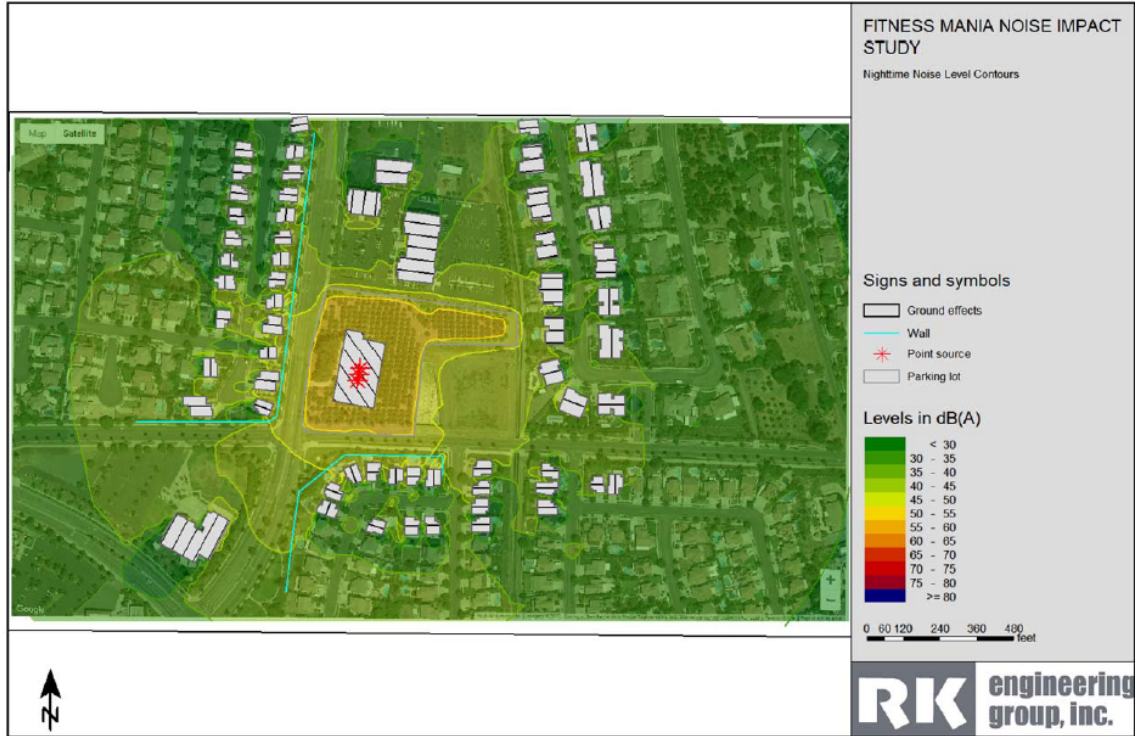 FITNESS MANIA NOISE IMPACT
STUDY
Nighttime Noise Level Contours
Map Satellite
Signs and symbols
Ground effects
Wall
Point source
Parking lot
Levels in dB(A)
< 30
30 - 35
35 - 40
40 - 45
45 - 50
50 - 55
55 - 60
60 - 65
65 - 70
70 - 75
75 - 80
>= 80
0 60 120 240 360 480
feet
Google
+
−
N
RK engineering
group, inc.